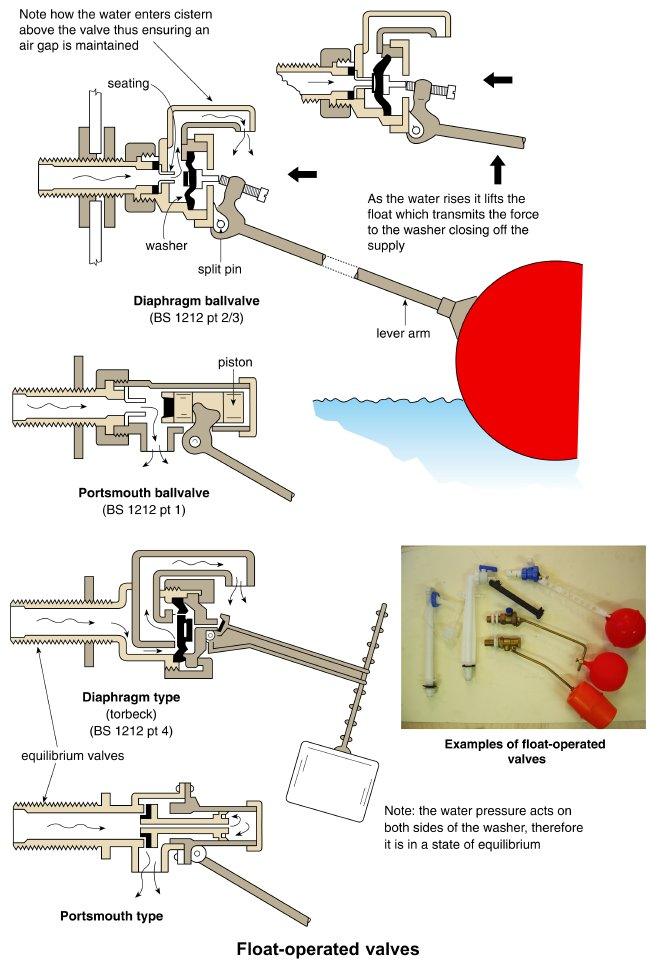 Note how the water enters cistern
above the valve thus ensuring an
air gap is maintained
seating
washer
split pin
As the water rises it lifts the
float which transmits the force
to the washer closing off the
supply
lever arm
Diaphragm ballvalve
(BS 1212 pt 2/3)
piston
Portsmouth ballvalve
(BS 1212 pt 1)
Diaphragm type
(torbeck)
(BS 1212 pt 4)
equilibrium valves
Examples of float-operated
valves
Note: the water pressure acts on
both sides of the washer, therefore
it is in a state of equilibrium
Portsmouth type
Float-operated valves